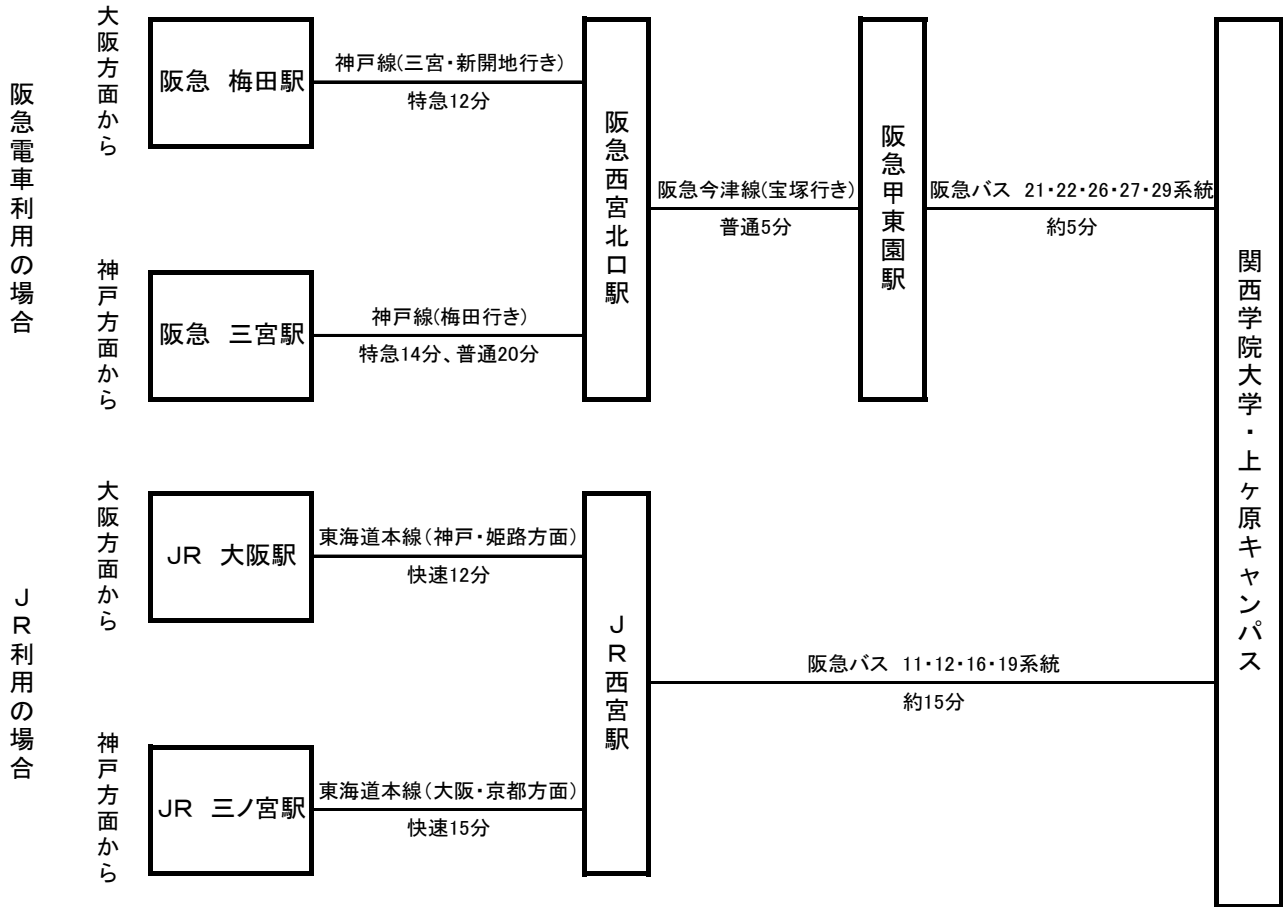 阪急電車利用の場合
大阪方面から
阪急　梅田駅
神戸線(三宮・新開地行き)
特急12分
神戸方面から
阪急　三宮駅
神戸線(梅田行き)
特急14分、普通20分
阪急西宮北口駅
阪急今津線(宝塚行き)
普通5分
阪急甲東園駅
阪急バス 21・22・26・27・29系統
約5分
JR利用の場合
大阪方面から
JR　大阪駅
東海道本線(神戸・姫路方面)
快速12分
神戸方面から
JR　三ノ宮駅
東海道本線(大阪・京都方面)
快速15分
JR西宮駅
阪急バス 11・12・16・19系統
約15分
関西学院大学・上ケ原キャンパス